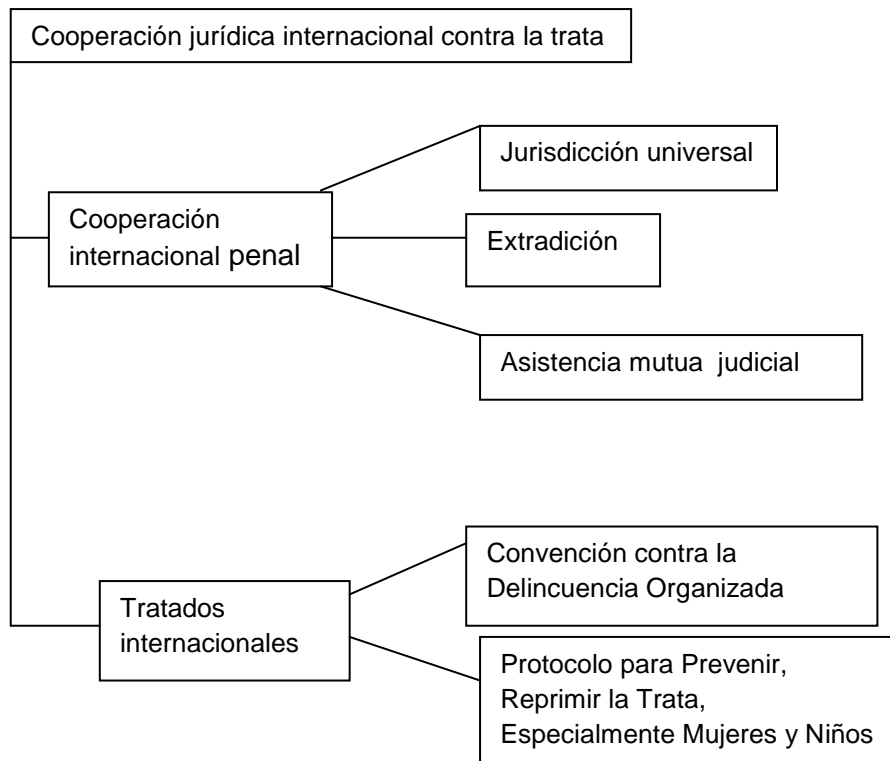 Cooperación jurídica internacional contra la trata
Jurisdicción universal
Cooperación
internacional penal
Extradición
Asistencia mutua  judicial
Convención contra la
Delincuencia Organizada
Tratados
internacionales
Protocolo para Prevenir,
Reprimir la Trata,
Especialmente Mujeres y Niños